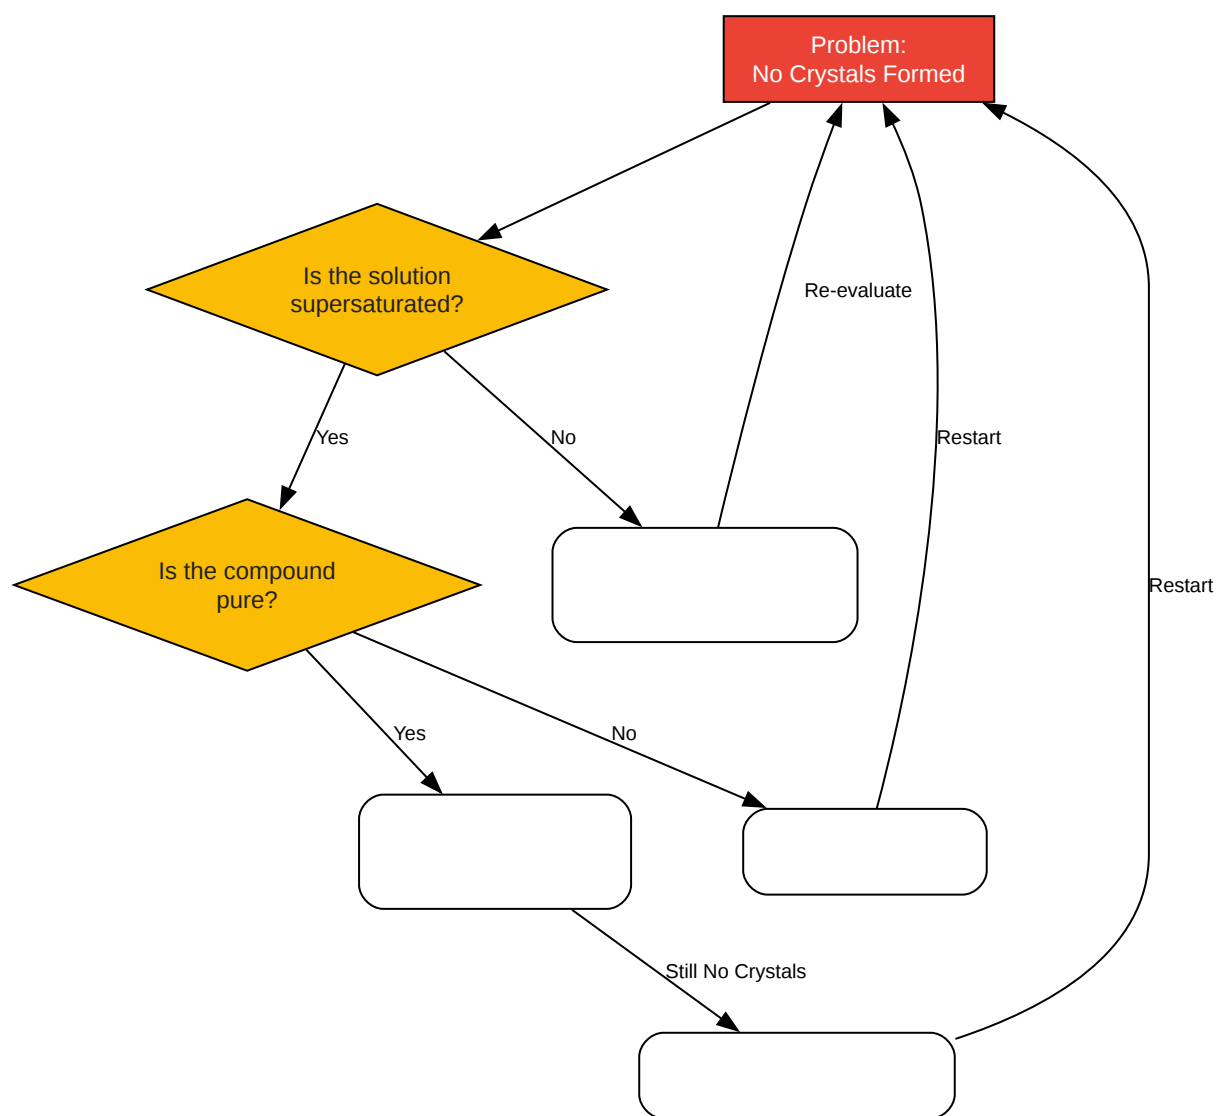 Problem:
No Crystals Formed
Is the solution
supersaturated?
Re-evaluate
Yes
No
Restart
Is the compound
pure?
Restart
Yes
No
Still No Crystals